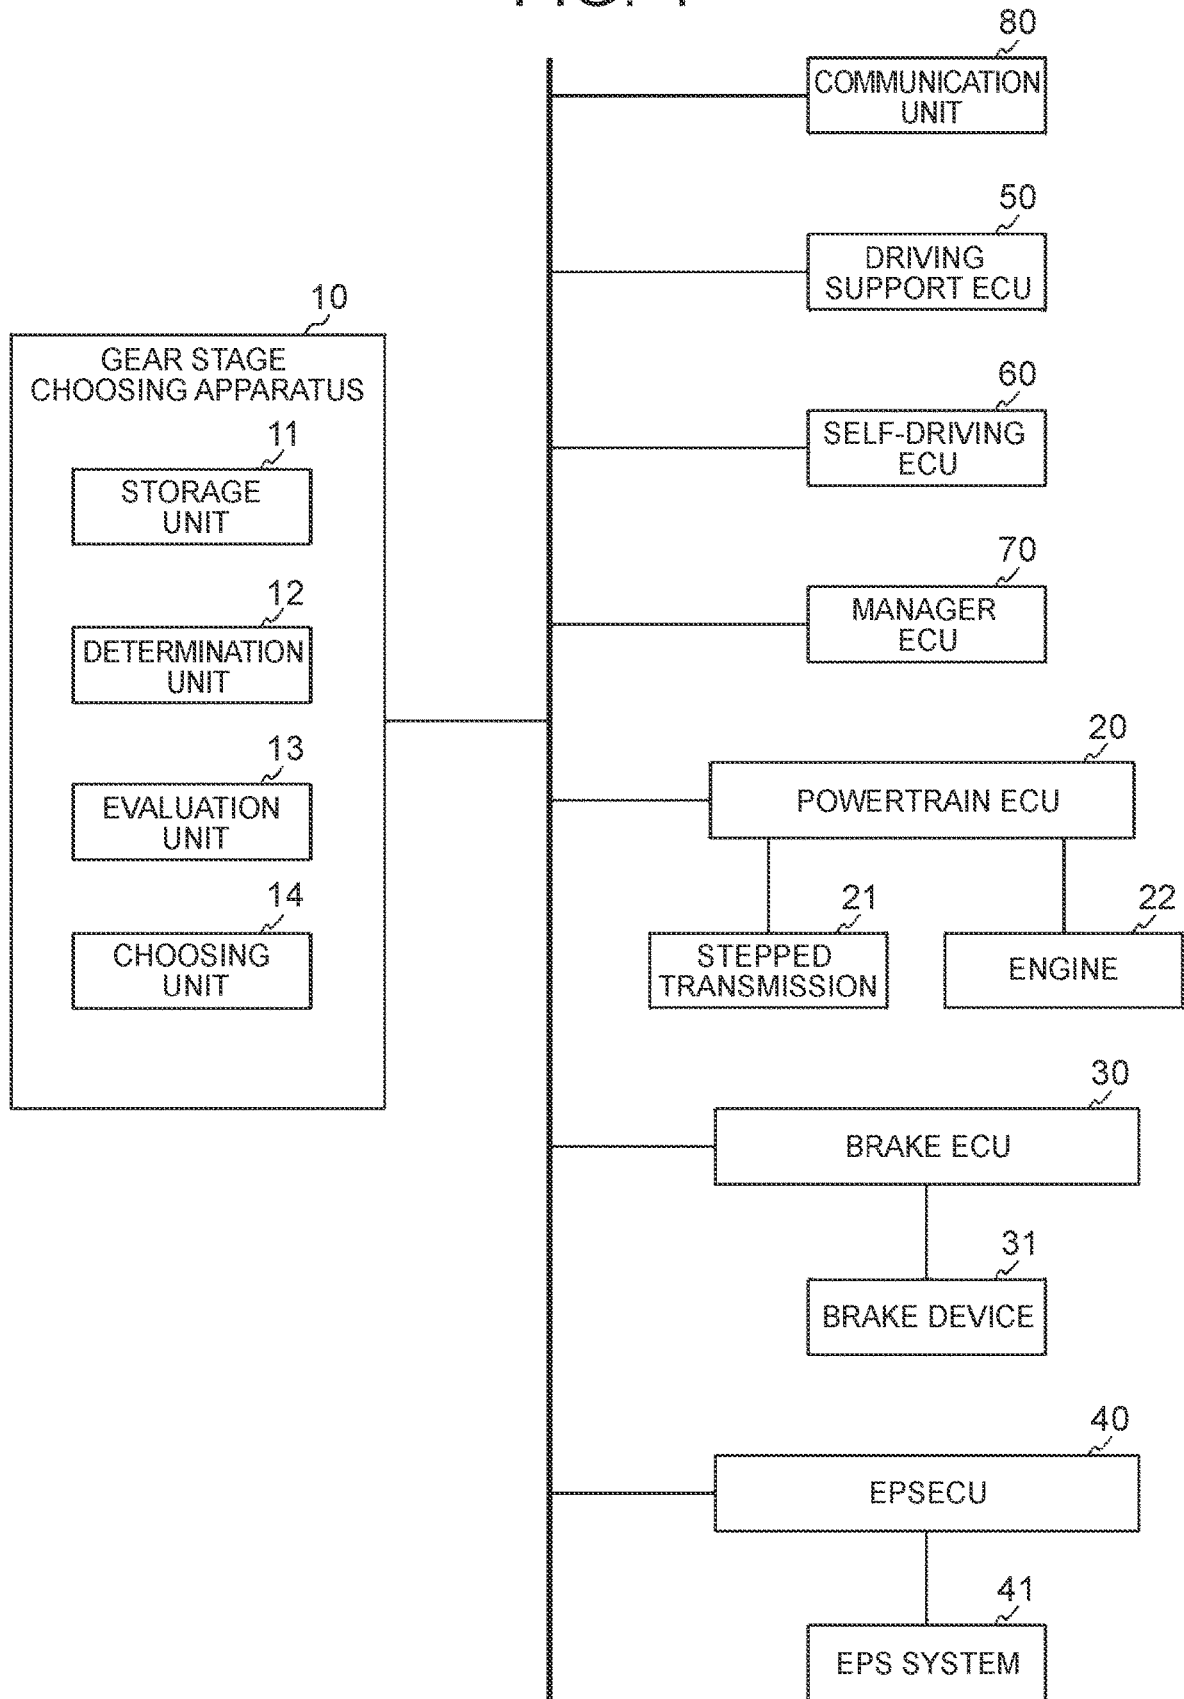 80
COMMUNICATION
UNIT
50
DRIVING
SUPPORT ECU
10
GEAR STAGE
CHOOSING APPARATUS
11
STORAGE
UNIT
12
DETERMINATION
UNIT
13
EVALUATION
UNIT
14
CHOOSING
UNIT
60
SELF-DRIVING
ECU
70
MANAGER
ECU
20
POWERTRAIN ECU
21
STEPPED
TRANSMISSION
22
ENGINE
30
BRAKE ECU
31
BRAKE DEVICE
40
EPSECU
41
EPS SYSTEM